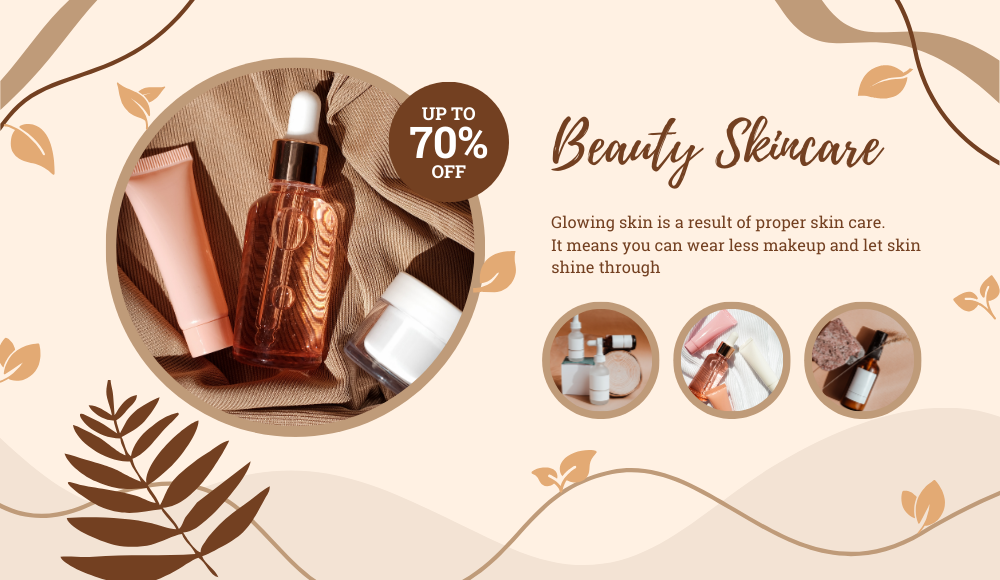 UP TO
70%
OFF
Beauty Skincare
Glowing skin is a result of proper skin care.
It means you can wear less makeup and let skin
shine through